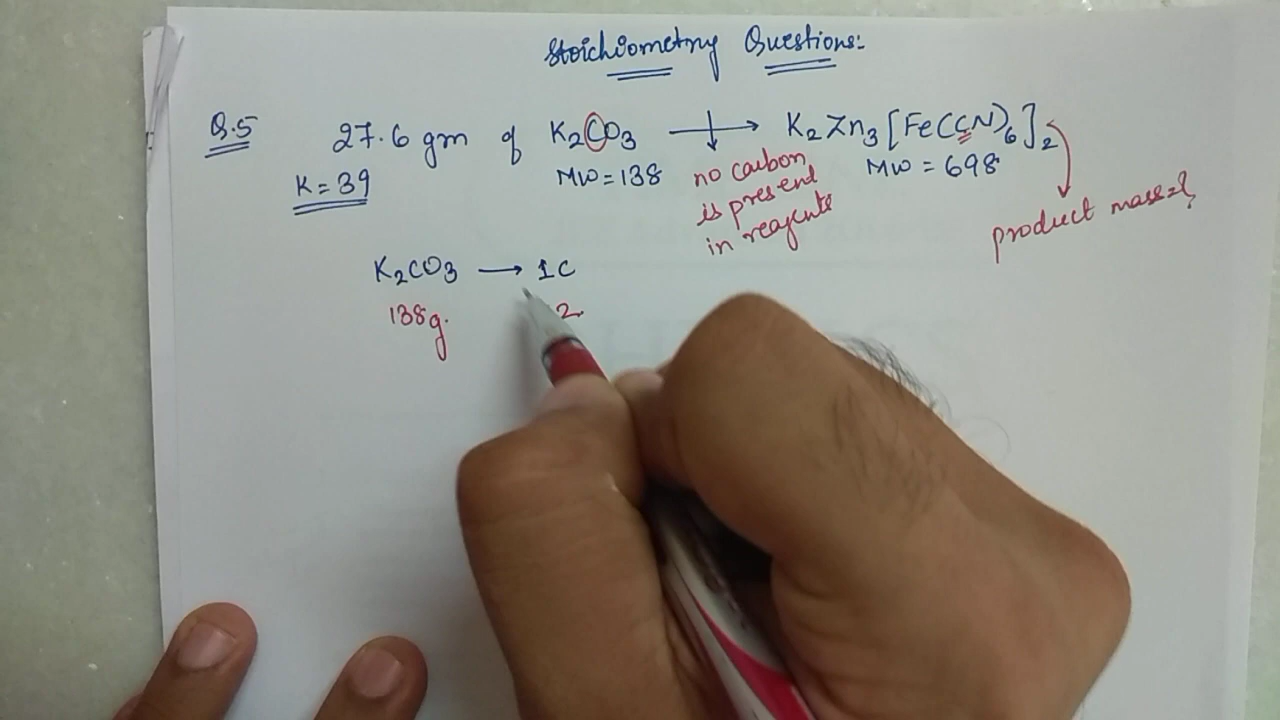 Stoichiometry Questions:
Q.5 27.6 gm of K2CO3 → K2Zn3[Fe(CN)6]2
K = 39 MW = 138 no carbon MW = 698
is present
in reagents
product mass=?
K2CO3 → 1C
138g. 2